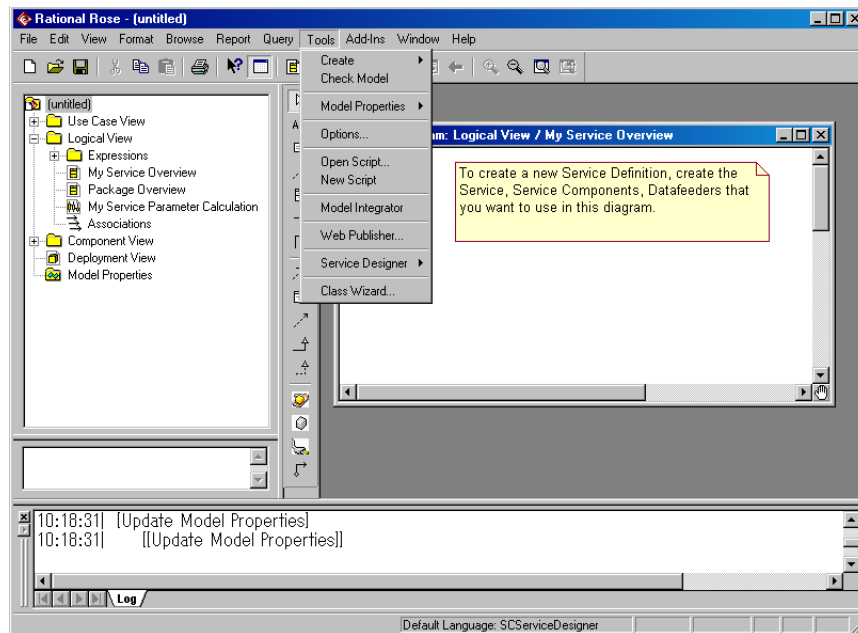 Rational Rose - (untitled)
File Edit View Format Browse Report Query Tools Add-Ins Window Help
Create
Check Model
Model Properties
Options...
Open Script...
New Script
Model Integrator
Web Publisher...
Service Designer
Class Wizard...
(untitled)
Use Case View
Logical View
Expressions
My Service Overview
Package Overview
My Service Parameter Calculation
Associations
Component View
Deployment View
Model Properties
am: Logical View / My Service Overview
To create a new Service Definition, create the
Service, Service Components, Datafeeders that
you want to use in this diagram.
10:18:31| [Update Model Properties]
10:18:31| [[Update Model Properties]]
Log
Default Language: SCServiceDesigner